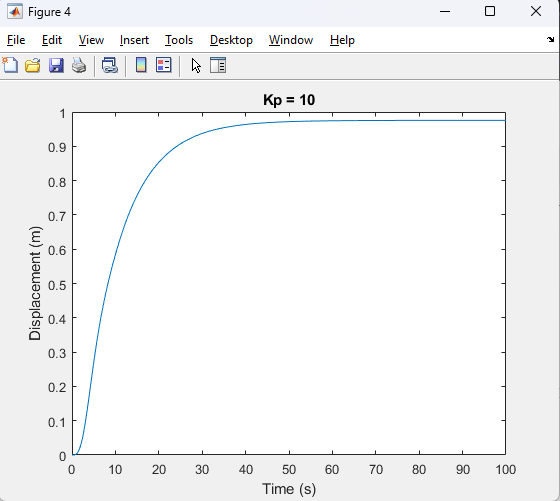 Figure 4
File Edit View Insert Tools Desktop Window Help
Kp = 10
1
0.9
0.8
0.7
0.6
0.5
0.4
0.3
0.2
0.1
0
Displacement (m)
0 10 20 30 40 50 60 70 80 90 100
Time (s)